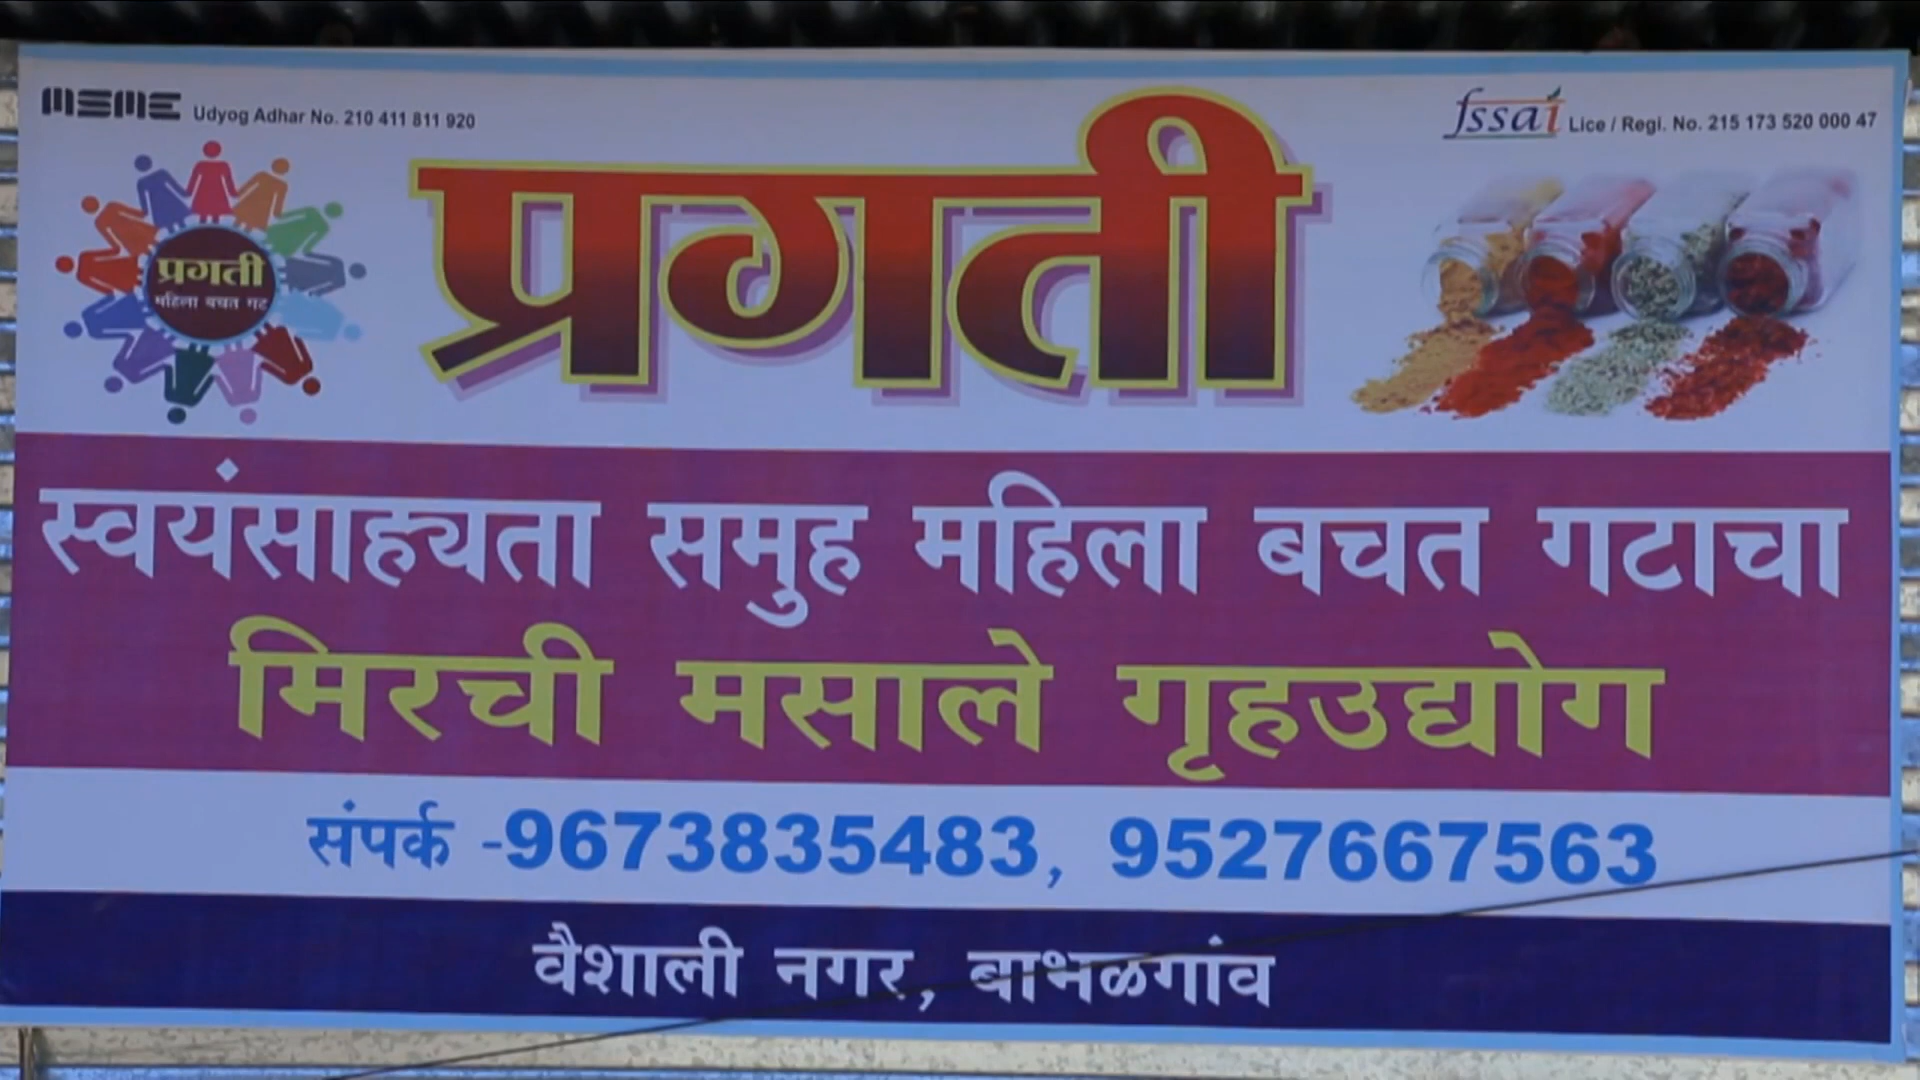 MSME Udyog Adhar No. 210 411 811 920
fssai Lice / Regi. No. 215 173 520 000 47
प्रगती
महिला बचत गट
प्रगती
स्वयंसाह्यता समुह महिला बचत गटाचा
मिरची मसाले गृहउद्योग
संपर्क -9673835483, 9527667563
वैशाली नगर, बाभळगांव